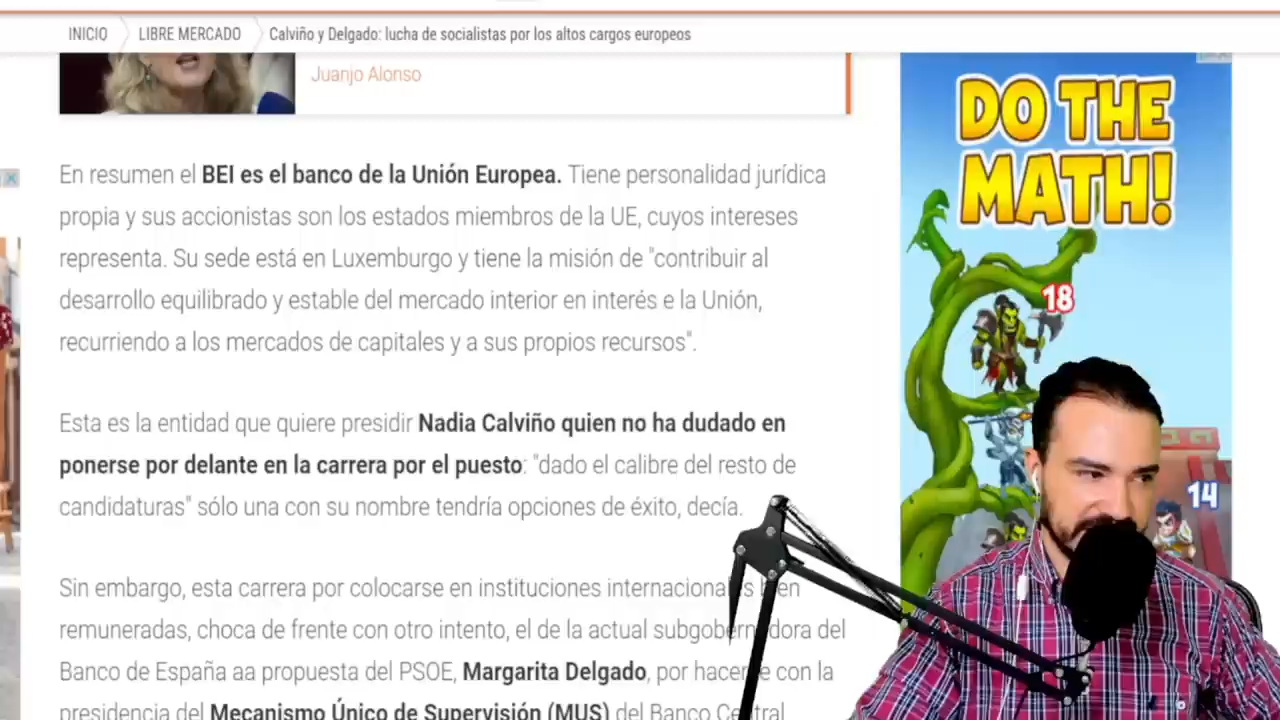 INICIO
LIBRE MERCADO
Calviño y Delgado: lucha de socialistas por los altos cargos europeos
Juanjo Alonso
En resumen el BEI es el banco de la Unión Europea. Tiene personalidad jurídica
propia y sus accionistas son los estados miembros de la UE, cuyos intereses
representa. Su sede está en Luxemburgo y tiene la misión de "contribuir al
desarrollo equilibrado y estable del mercado interior en interés e la Unión,
recurriendo a los mercados de capitales y a sus propios recursos".
Esta es la entidad que quiere presidir Nadia Calviño quien no ha dudado en
ponerse por delante en la carrera por el puesto: "dado el calibre del resto de
candidaturas" sólo una con su nombre tendría opciones de éxito, decía.
Sin embargo, esta carrera por colocarse en instituciones internacionales bien
remuneradas, choca de frente con otro intento, el de la actual subgobernadora del
Banco de España aa propuesta del PSOE, Margarita Delgado, por hacerse con la
presidencia del Mecanismo Único de Supervisión (MUS) del Banco Central
DO THE
MATH!
18
14